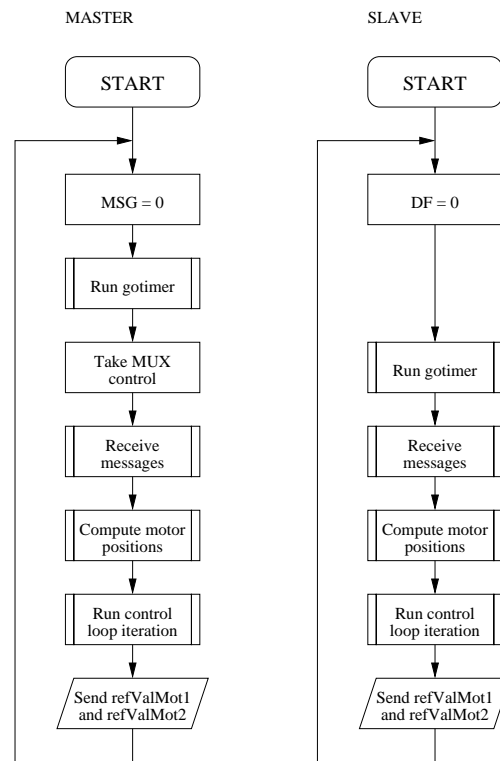 MASTER
START
MSG = 0
Run gotimer
Take MUX
control
Receive
messages
Compute motor
positions
Run control
loop iteration
Send refValMot1
and refValMot2
SLAVE
START
DF = 0
Run gotimer
Receive
messages
Compute motor
positions
Run control
loop iteration
Send refValMot1
and refValMot2